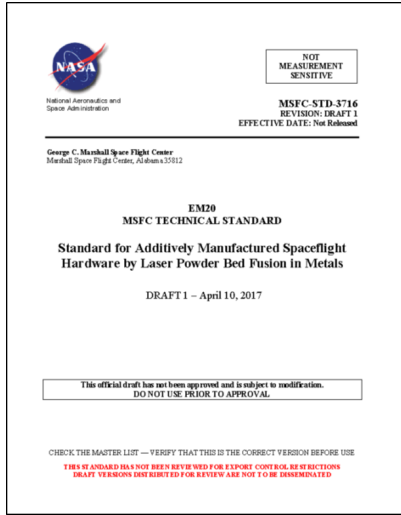 NASA
National Aeronautics and
Space Administration
NOT
MEASUREMENT
SENSITIVE
MSFC-STD-3716
REVISION: DRAFT 1
EFFECTIVE DATE: Not Released
George C. Marshall Space Flight Center
Marshall Space Flight Center, Alabama 35812
EM20
MSFC TECHNICAL STANDARD
Standard for Additively Manufactured Spaceflight
Hardware by Laser Powder Bed Fusion in Metals
DRAFT 1 – April 10, 2017
This official draft has not been approved and is subject to modification.
DO NOT USE PRIOR TO APPROVAL
CHECK THE MASTER LIST — VERIFY THAT THIS IS THE CORRECT VERSION BEFORE USE
THIS STANDARD HAS NOT BEEN REVIEWED FOR EXPORT CONTROL RESTRICTIONS
DRAFT VERSIONS DISTRIBUTED FOR REVIEW ARE NOT TO BE DISSEMINATED